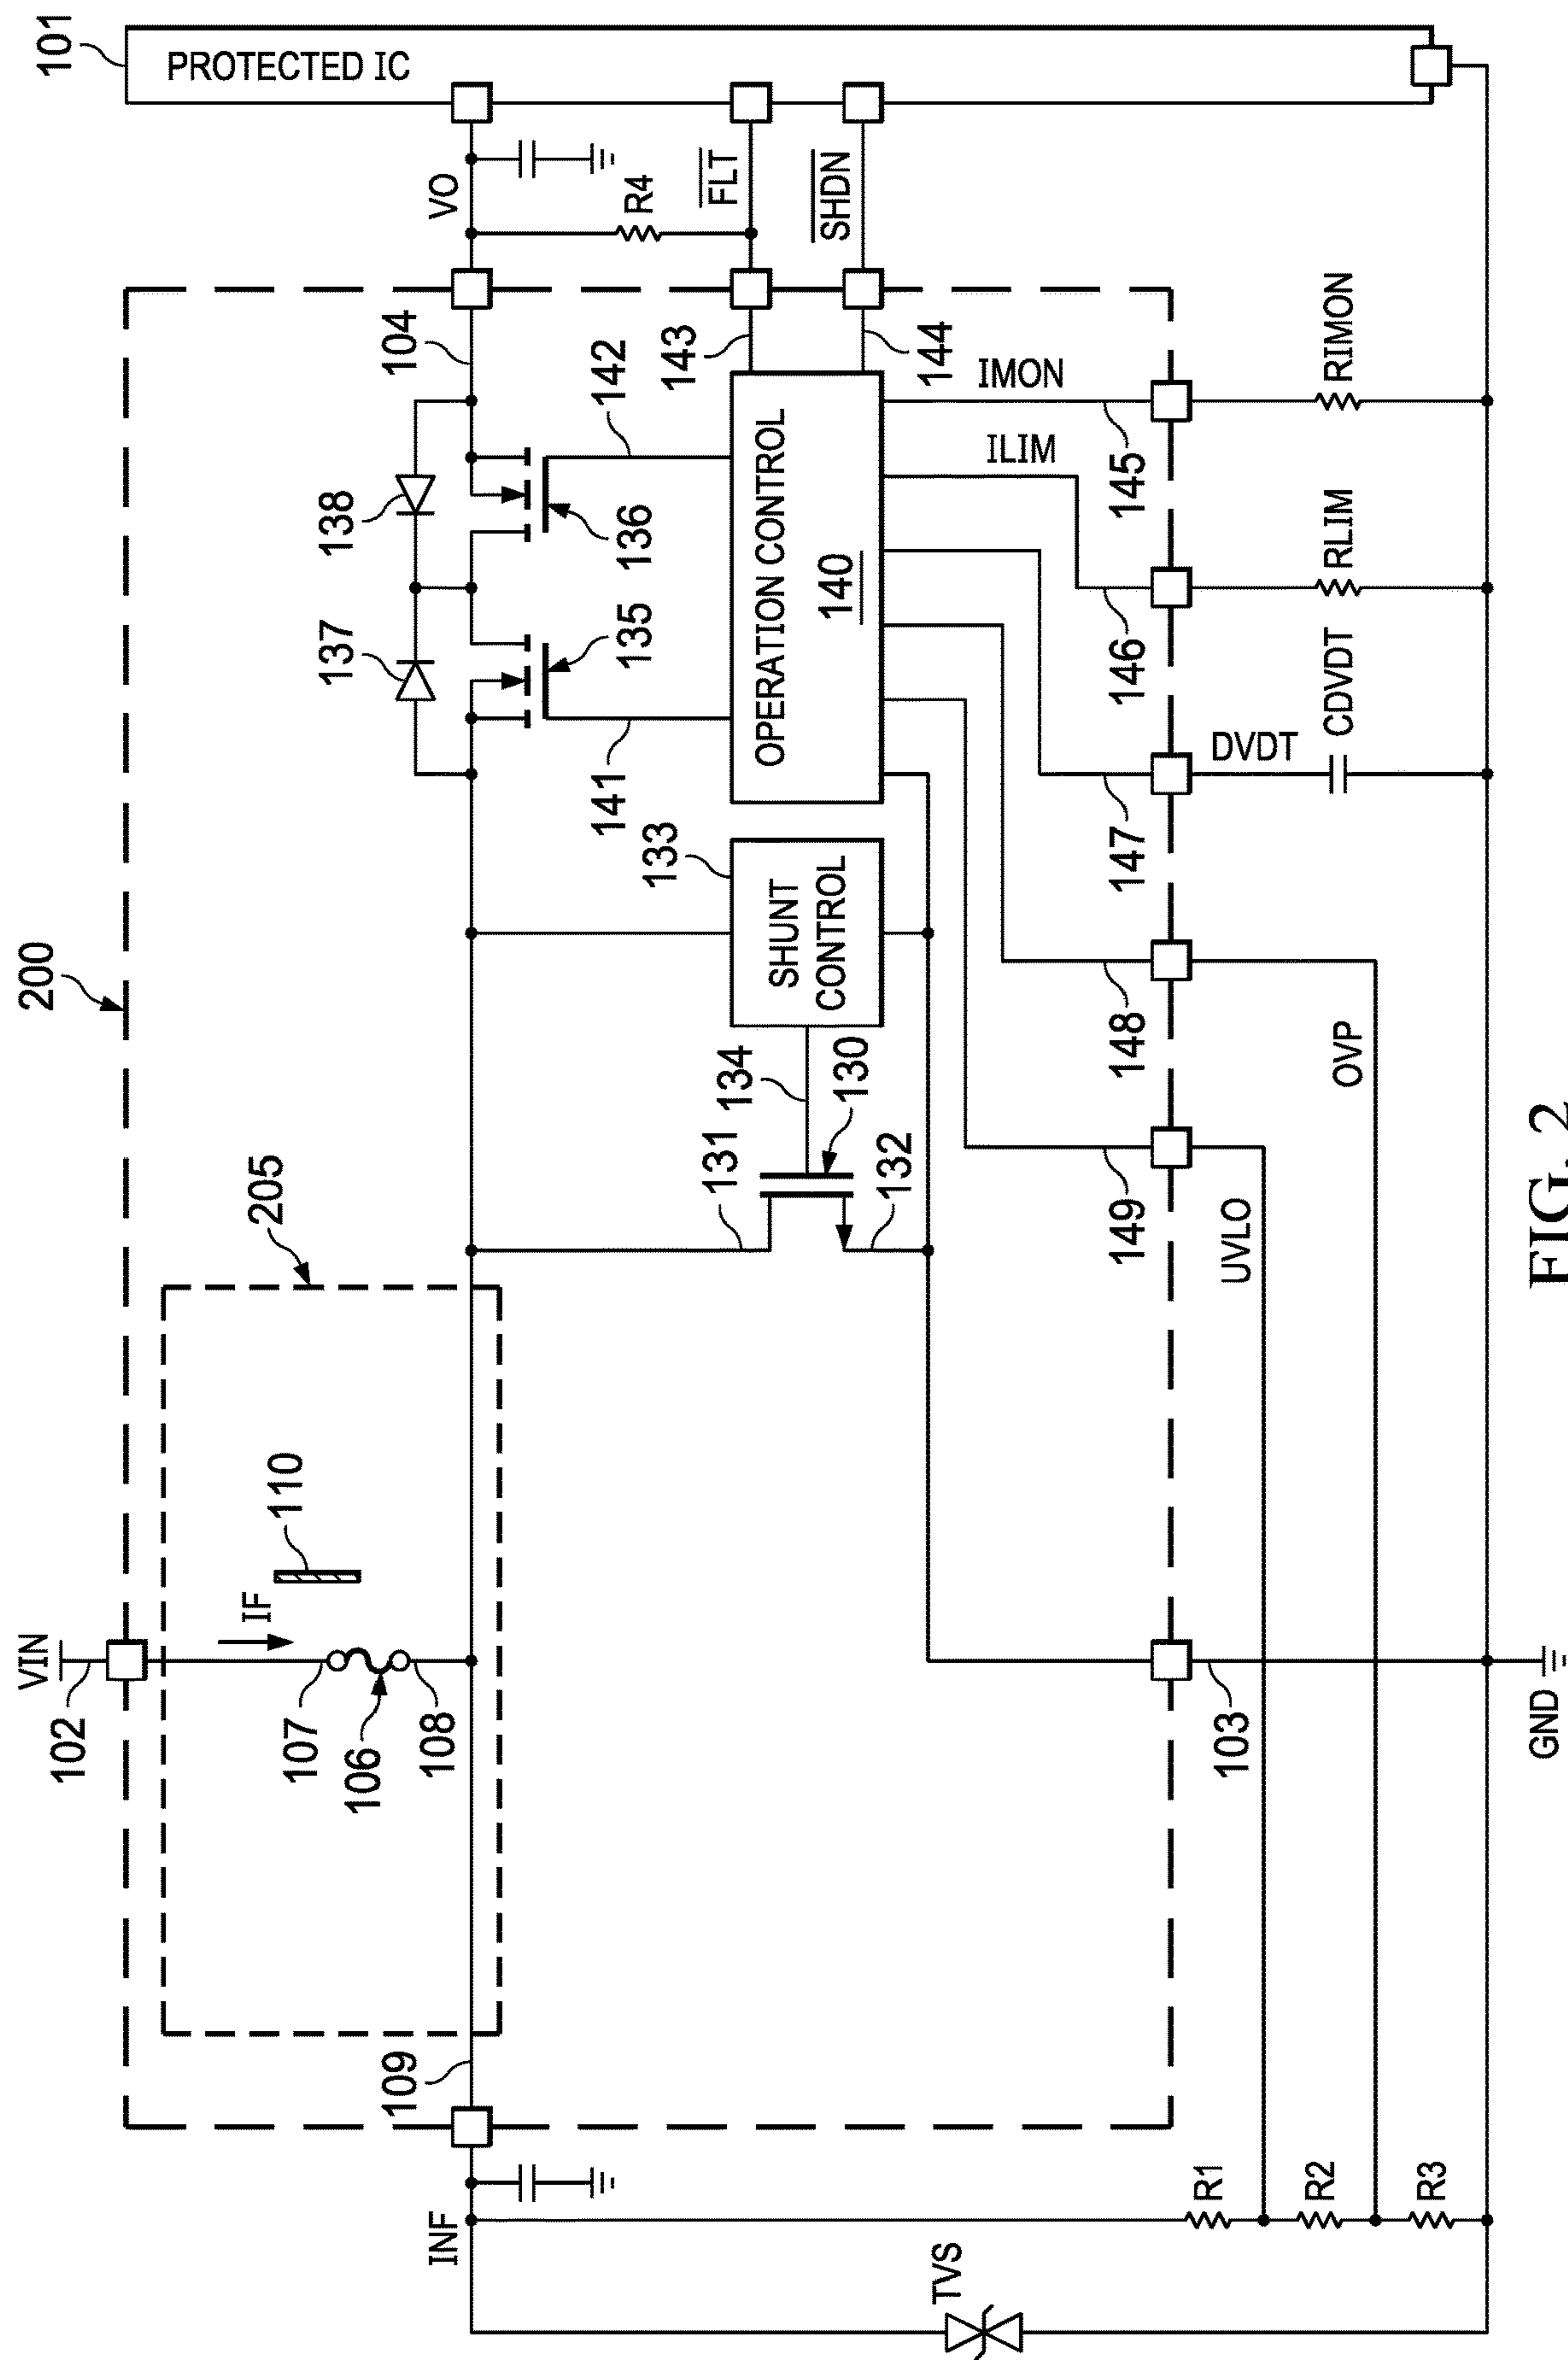 101
PROTECTED IC
VO
R4
FLT
SHDN
104
142
143
144
IMON
ILIM
145
RIMON
138
136
OPERATION CONTROL
140
137
135
146
RLIM
141
147
DVDT
CDVDT
133
SHUNT
CONTROL
200
134
130
131
132
148
OVP
149
UVLO
205
110
IF
VIN
102
107
106
108
103
GND
109
INF
R1
R2
R3
TVS
FIG. 2